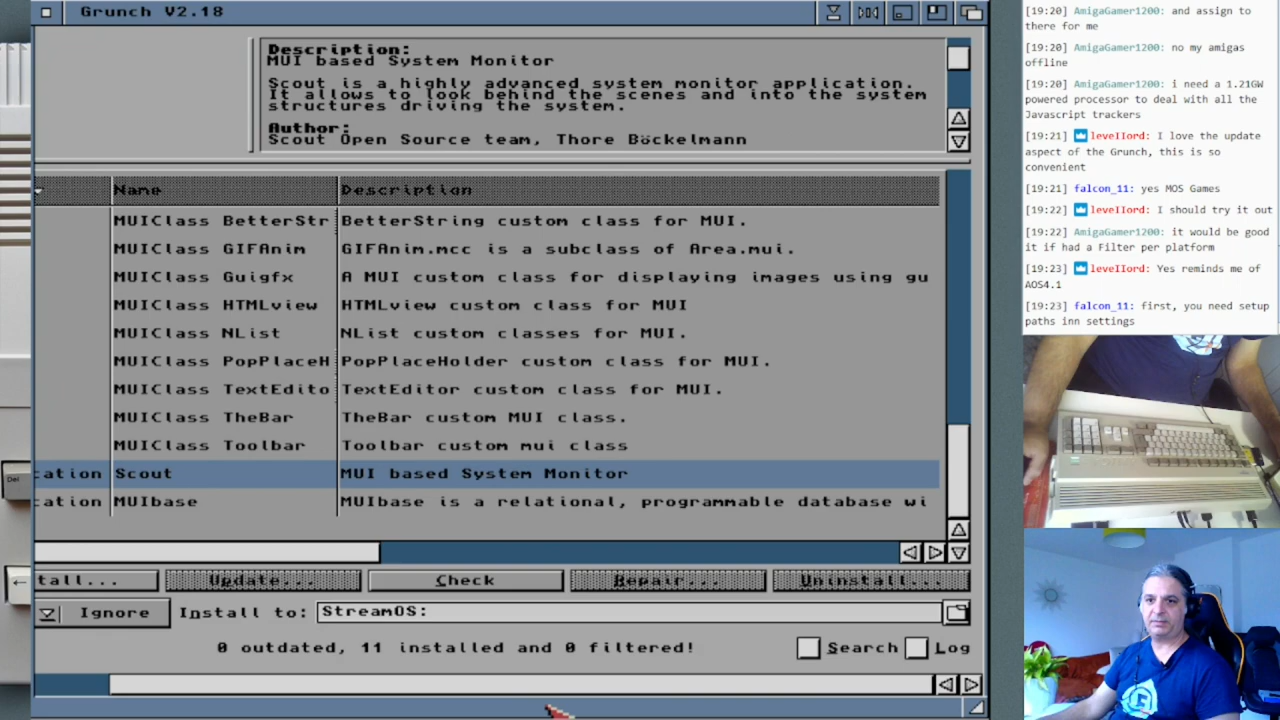 Grunch V2.18
Description:
MUI based System Monitor
Scout is a highly advanced system monitor application.
It allows to look behind the scenes and into the system
structures driving the system.
Author:
Scout Open Source team, Thore Böckelmann
Name Description
MUIClass BetterStr BetterString custom class for MUI.
MUIClass GIFAnim GIFAnim.mcc is a subclass of Area.mui.
MUIClass Guigfx A MUI custom class for displaying images using gu
MUIClass HTMLview HTMLview custom class for MUI
MUIClass NList NList custom classes for MUI.
MUIClass PopPlaceH PopPlaceHolder custom class for MUI.
MUIClass TextEdito TextEditor custom class for MUI.
MUIClass TheBar TheBar custom MUI class.
MUIClass Toolbar Toolbar custom mui class
cation Scout MUI based System Monitor
cation MUIbase MUIbase is a relational, programmable database wi
tall... Update... Check Repair... Uninstall...
Ignore Install to: StreamOS:
0 outdated, 11 installed and 0 filtered! Search Log
Del
[19:20] AmigaGamer1200: and assign to
there for me
[19:20] AmigaGamer1200: no my amigas
offline
[19:20] AmigaGamer1200: i need a 1.21GW
powered processor to deal with all the
Javascript trackers
[19:21] levelIord: I love the update
aspect of the Grunch, this is so
convenient
[19:21] falcon_11: yes MOS Games
[19:22] levelIord: I should try it out
[19:22] AmigaGamer1200: it would be good
it if had a Filter per platform
[19:23] levelIord: Yes reminds me of
AOS4.1
[19:23] falcon_11: first, you need setup
paths inn settings